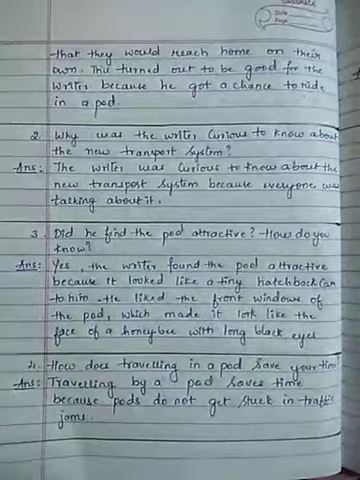 CLASSMATE
Date
Page
that they would reach home on their
own. This turned out to be good for the
writer because he got a chance to ride
in a pod.
2. Why was the writer curious to know about
the new transport system?
Ans: The writer was curious to know about the
new transport system because everyone was
talking about it.
3. Did he find the pod attractive? How do you
know?
Ans: Yes, the writer found the pod attractive
because it looked like a tiny hatchback car
to him. He liked the front windows of
the pod, which made it look like the
face of a honeybee with long black eyes
4. How does travelling in a pod save your time?
Ans: Travelling by a pod saves time
because pods do not get stuck in traffic
jams.